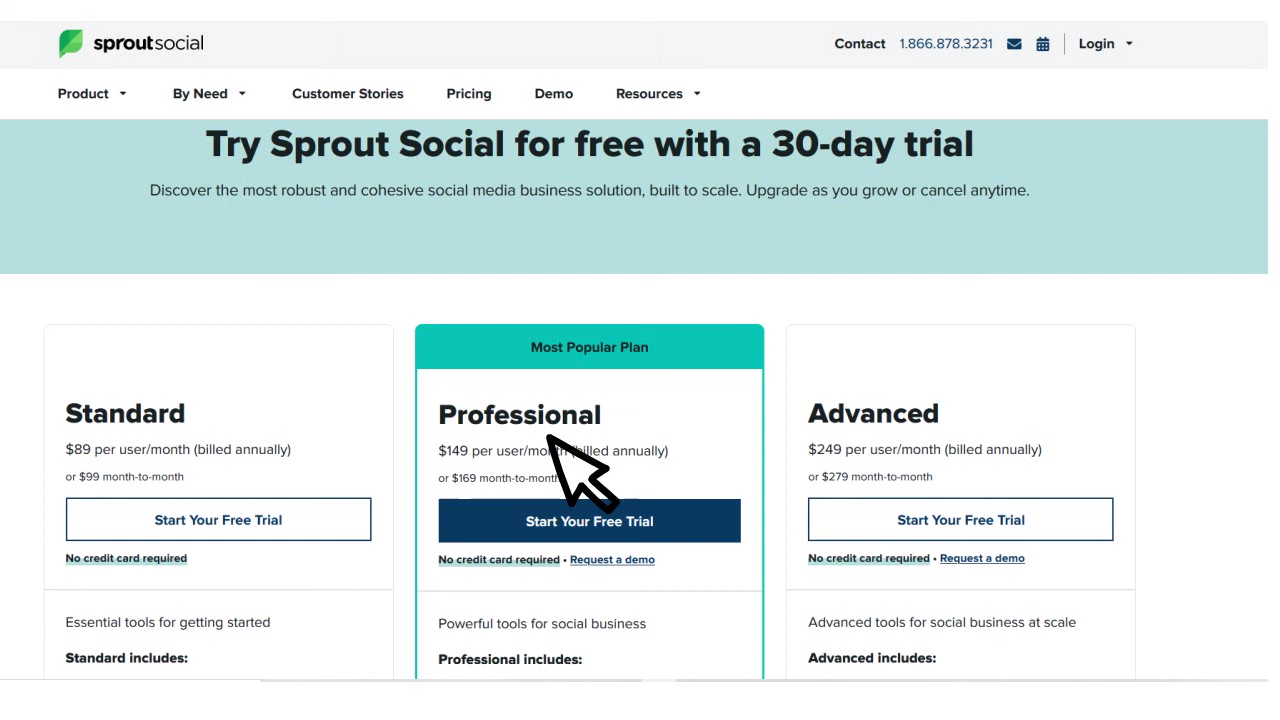 sproutsocial
Contact 1.866.878.3231 Login
Product By Need Customer Stories Pricing Demo Resources
Try Sprout Social for free with a 30-day trial
Discover the most robust and cohesive social media business solution, built to scale. Upgrade as you grow or cancel anytime.
Most Popular Plan
Standard
$89 per user/month (billed annually)
or $99 month-to-month
Start Your Free Trial
No credit card required
Essential tools for getting started
Standard includes:
Professional
$149 per user/month (billed annually)
or $169 month-to-month
Start Your Free Trial
No credit card required • Request a demo
Powerful tools for social business
Professional includes:
Advanced
$249 per user/month (billed annually)
or $279 month-to-month
Start Your Free Trial
No credit card required • Request a demo
Advanced tools for social business at scale
Advanced includes: